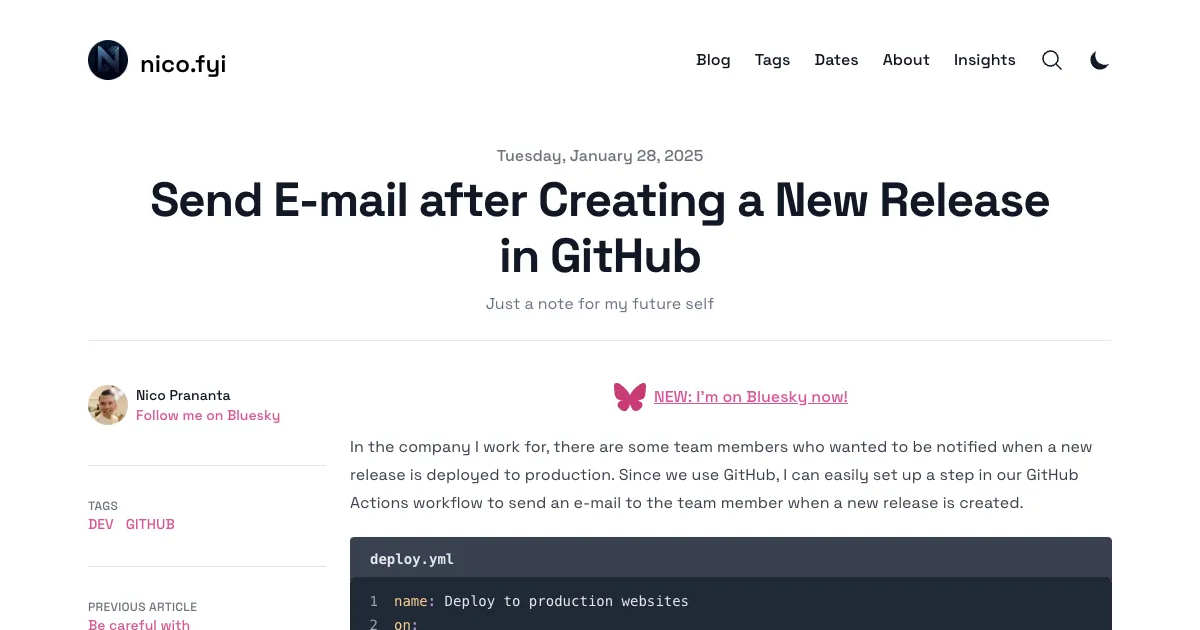 nico.fyi
Blog Tags Dates About Insights
Tuesday, January 28, 2025
Send E-mail after Creating a New Release
in GitHub
Just a note for my future self
Nico Prananta
Follow me on Bluesky
TAGS
DEV GITHUB
PREVIOUS ARTICLE
Be careful with
NEW: I'm on Bluesky now!
In the company I work for, there are some team members who wanted to be notified when a new
release is deployed to production. Since we use GitHub, I can easily set up a step in our GitHub
Actions workflow to send an e-mail to the team member when a new release is created.
deploy.yml
1 name: Deploy to production websites
2 on: